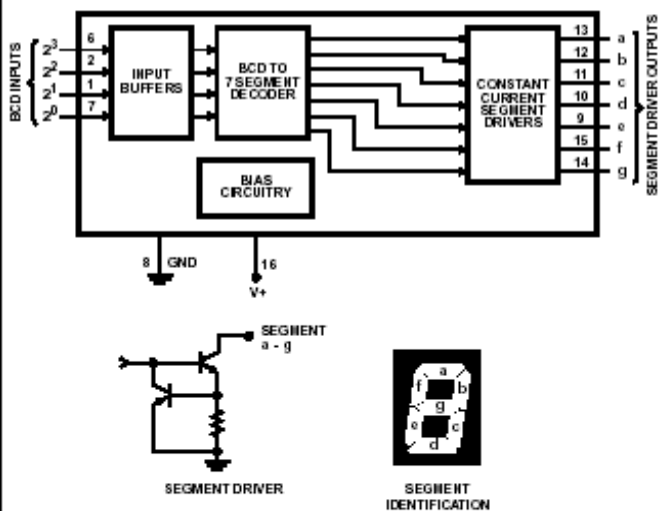 BCD INPUTS
2³ 6
2² 2
2¹ 1
2⁰ 7
INPUT
BUFFERS
BCD TO
7 SEGMENT
DECODER
BIAS
CIRCUITRY
CONSTANT
CURRENT
SEGMENT
DRIVERS
13 a
12 b
11 c
10 d
9 e
15 f
14 g
SEGMENT DRIVER OUTPUTS
8 GND
16
V+
SEGMENT
a - g
SEGMENT DRIVER
a
f b
g
e c
d
SEGMENT
IDENTIFICATION